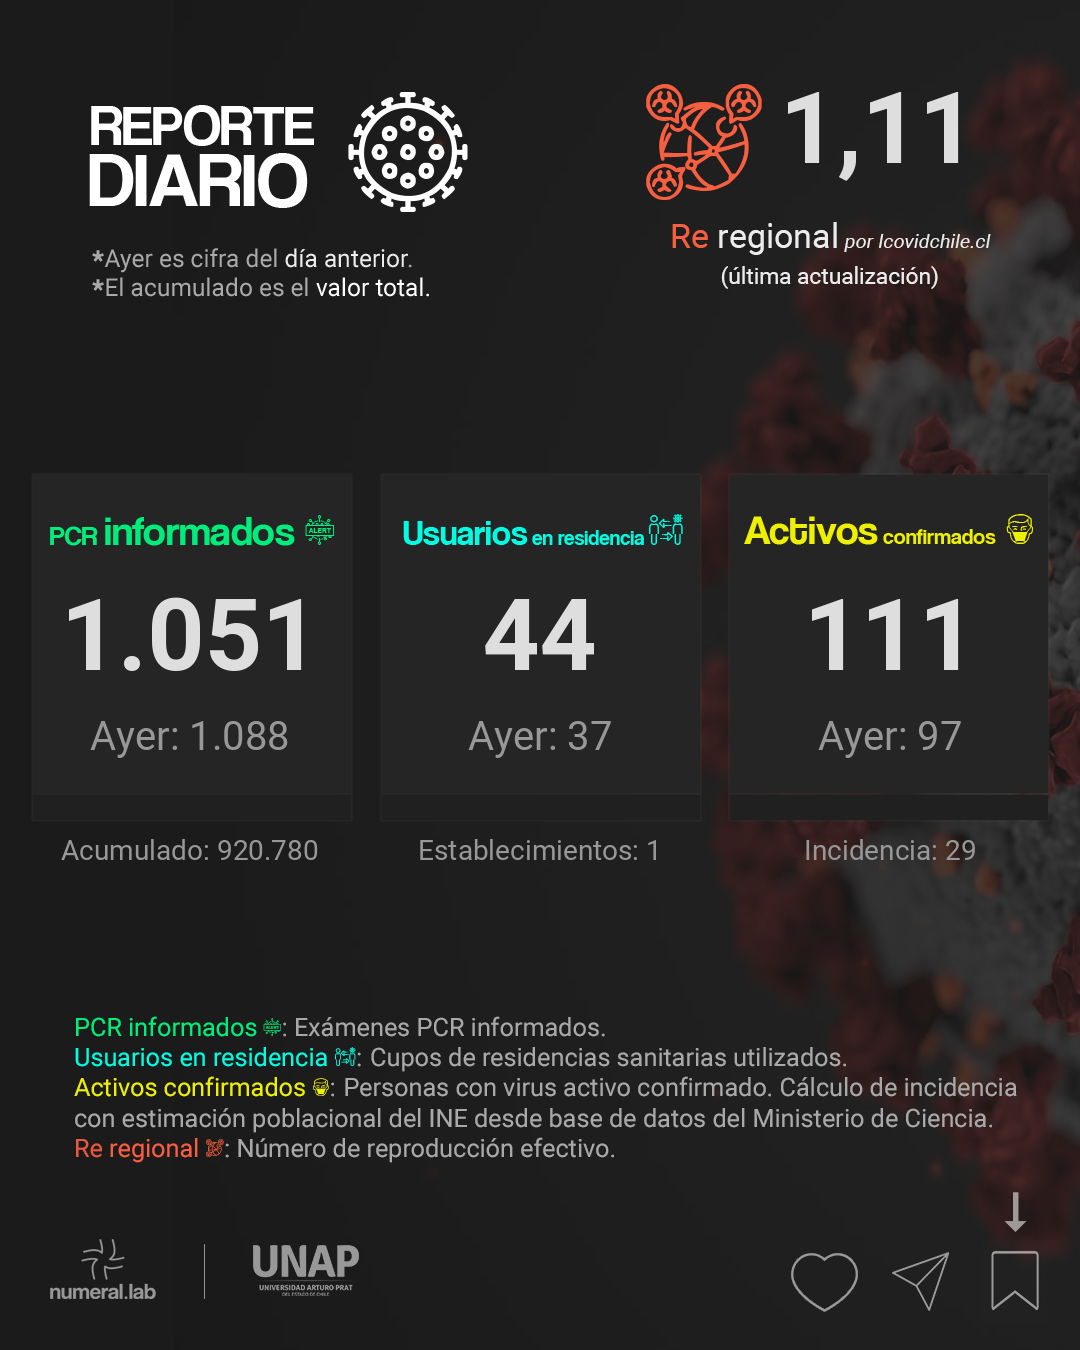 REPORTE
DIARIO
*Ayer es cifra del día anterior.
*El acumulado es el valor total.
1,11
Re regional por Icovidchile.cl
(última actualización)
PCR informados
ALERT
1.051
Ayer: 1.088
Acumulado: 920.780
Usuarios en residencia
44
Ayer: 37
Establecimientos: 1
Activos confirmados
111
Ayer: 97
Incidencia: 29
PCR informados : Exámenes PCR informados.
Usuarios en residencia : Cupos de residencias sanitarias utilizados.
Activos confirmados : Personas con virus activo confirmado. Cálculo de incidencia
con estimación poblacional del INE desde base de datos del Ministerio de Ciencia.
Re regional : Número de reproducción efectivo.
numeral.lab
UNAP
UNIVERSIDAD ARTURO PRAT
DEL ESTADO DE CHILE